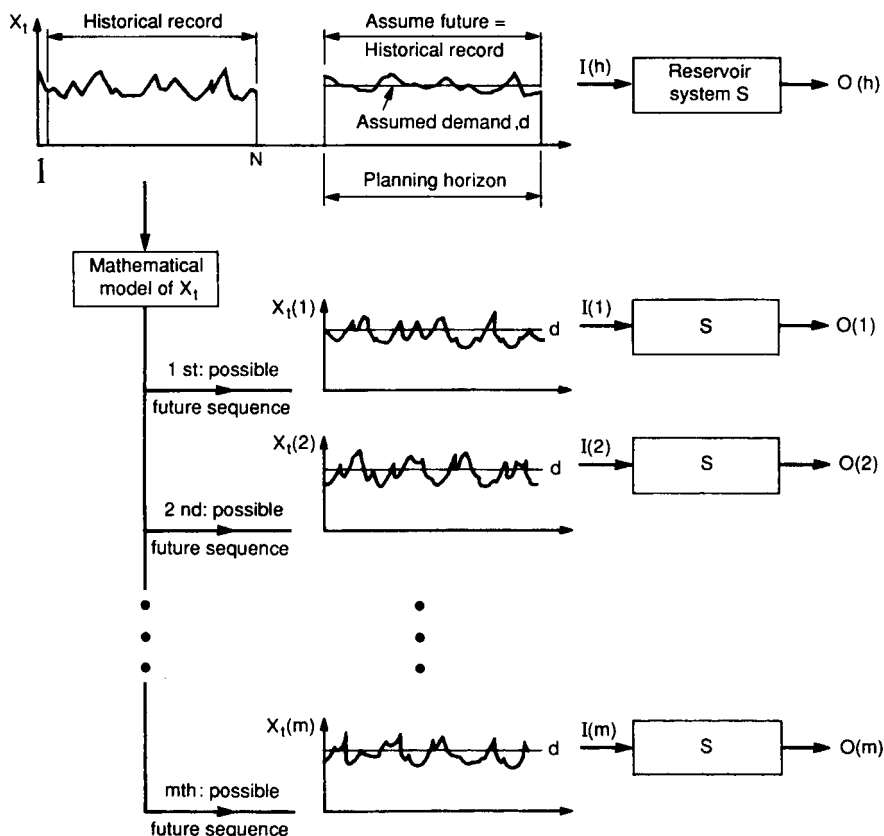 Xt
Historical record
Assume future =
Historical record
Assumed demand, d
1
N
Planning horizon
I(h)
Reservoir
system S
O(h)
Mathematical
model of Xt
1 st: possible
future sequence
Xt(1)
d
I(1)
S
O(1)
2 nd: possible
future sequence
Xt(2)
d
I(2)
S
O(2)
mth: possible
future sequence
Xt(m)
d
I(m)
S
O(m)